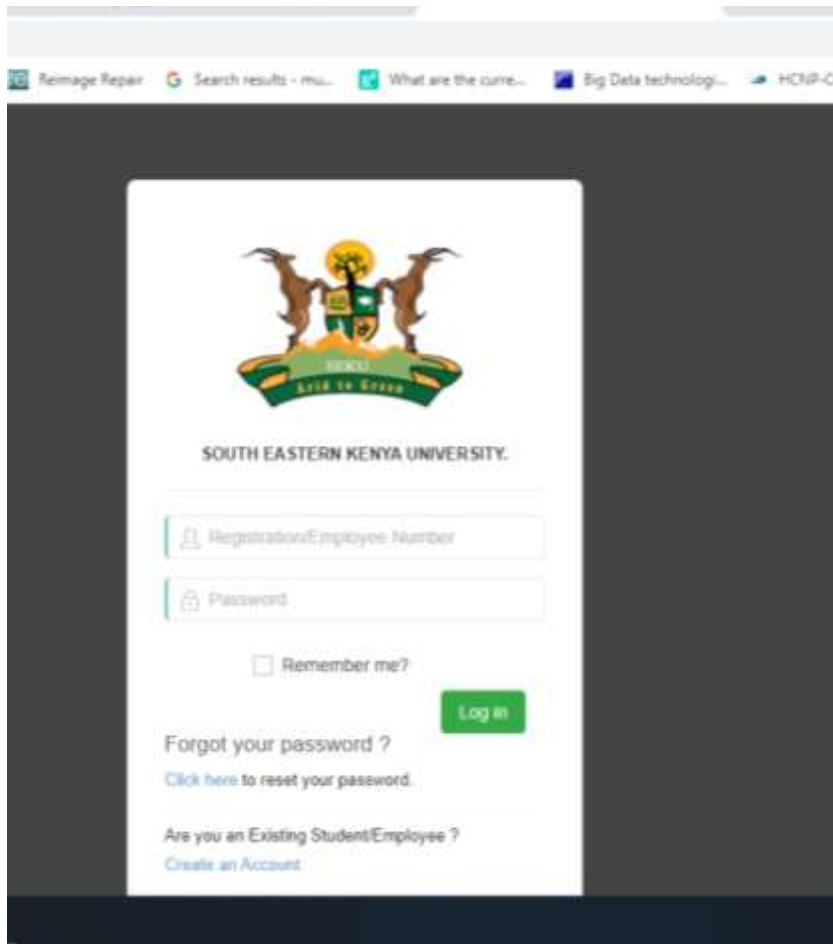 Reimage Repair
Search results - mu...
What are the curre...
Big Data technologi...
HCNP-C
SEKU
Arid to Green
SOUTH EASTERN KENYA UNIVERSITY.
Registration/Employee Number
Password
Remember me?
Log in
Forgot your password ?
Click here to reset your password.
Are you an Existing Student/Employee ?
Create an Account